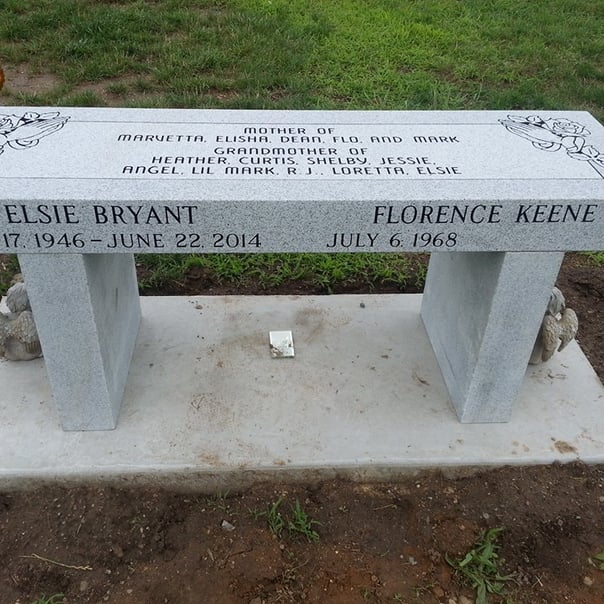 MOTHER OF
MARVETTA, ELISHA, DEAN, FLO, AND MARK
GRANDMOTHER OF
HEATHER, CURTIS, SHELBY, JESSIE,
ANGEL, LIL MARK, R.J., LORETTA, ELSIE
ELSIE BRYANT FLORENCE KEENE
17, 1946 – JUNE 22, 2014 JULY 6, 1968